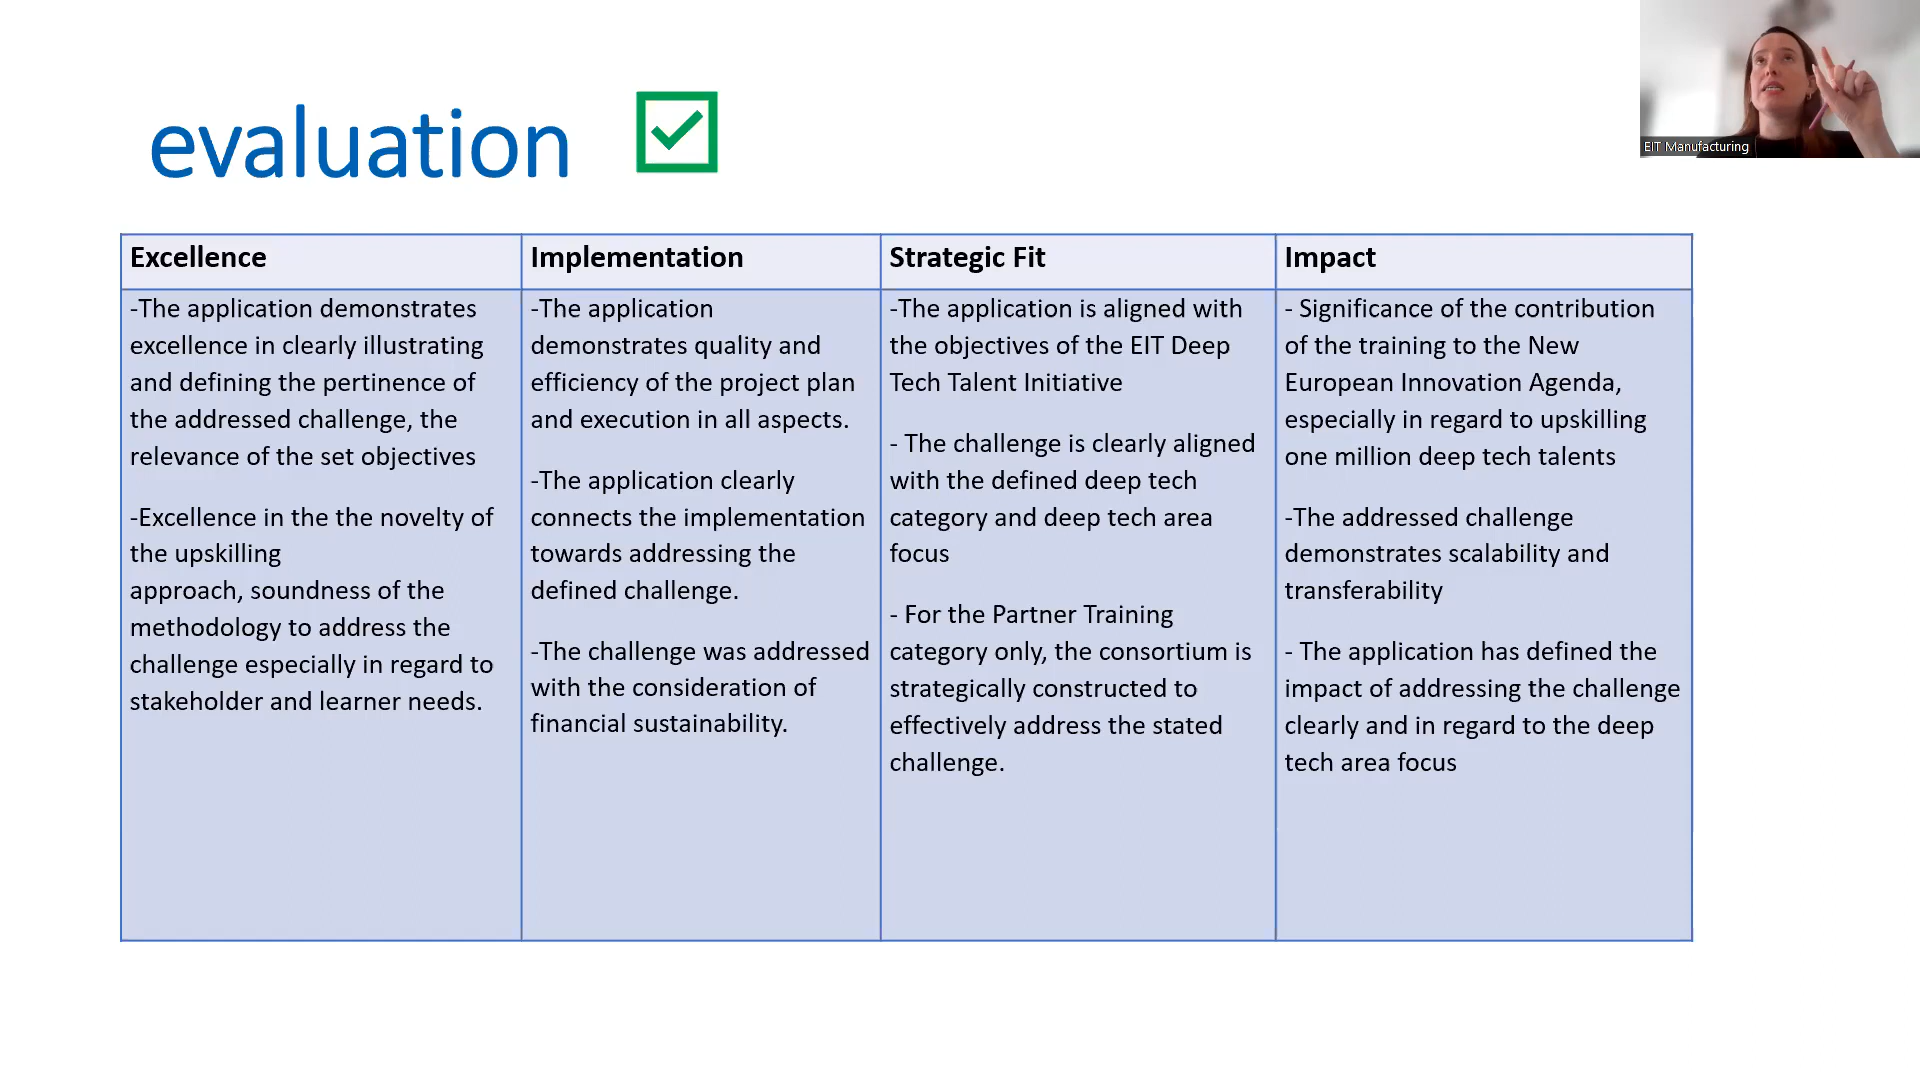 evaluation
EIT Manufacturing
Excellence
-The application demonstrates
excellence in clearly illustrating
and defining the pertinence of
the addressed challenge, the
relevance of the set objectives
-Excellence in the the novelty of
the upskilling
approach, soundness of the
methodology to address the
challenge especially in regard to
stakeholder and learner needs.
Implementation
-The application
demonstrates quality and
efficiency of the project plan
and execution in all aspects.
-The application clearly
connects the implementation
towards addressing the
defined challenge.
-The challenge was addressed
with the consideration of
financial sustainability.
Strategic Fit
-The application is aligned with
the objectives of the EIT Deep
Tech Talent Initiative
- The challenge is clearly aligned
with the defined deep tech
category and deep tech area
focus
- For the Partner Training
category only, the consortium is
strategically constructed to
effectively address the stated
challenge.
Impact
- Significance of the contribution
of the training to the New
European Innovation Agenda,
especially in regard to upskilling
one million deep tech talents
-The addressed challenge
demonstrates scalability and
transferability
- The application has defined the
impact of addressing the challenge
clearly and in regard to the deep
tech area focus